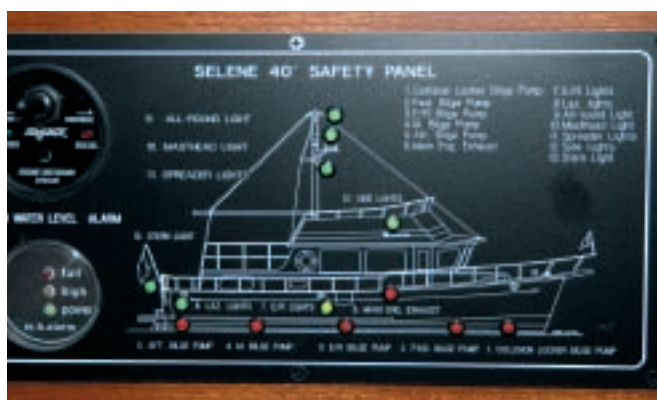 SELENE 40' SAFETY PANEL
1. Collision Locker Bilge Pump
2. Fwd. Bilge Pump
3. E/R Bilge Pump
4. Bilge Pump
5. Aft. Bilge Pump
6. Main Eng. Exhaust
7. E/R Lights
8. Laz. Lights
9. All-round Light
10. Masthead Light
11. Spreader Lights
12. Side Lights
13. Stern Light
9. ALL-ROUND LIGHT
10. MASTHEAD LIGHT
11. SPREADER LIGHT
12. SIDE LIGHTS
13. STERN LIGHT
WATER LEVEL ALARM
fail
high
power
8. LAZ. LIGHTS
7. E/R LIGHTS
6. MAIN ENG. EXHAUST
5. AFT. BILGE PUMP
4. BILGE PUMP
3. E/R BILGE PUMP
2. FWD. BILGE PUMP
1. COLLISION LOCKER BILGE PUMP